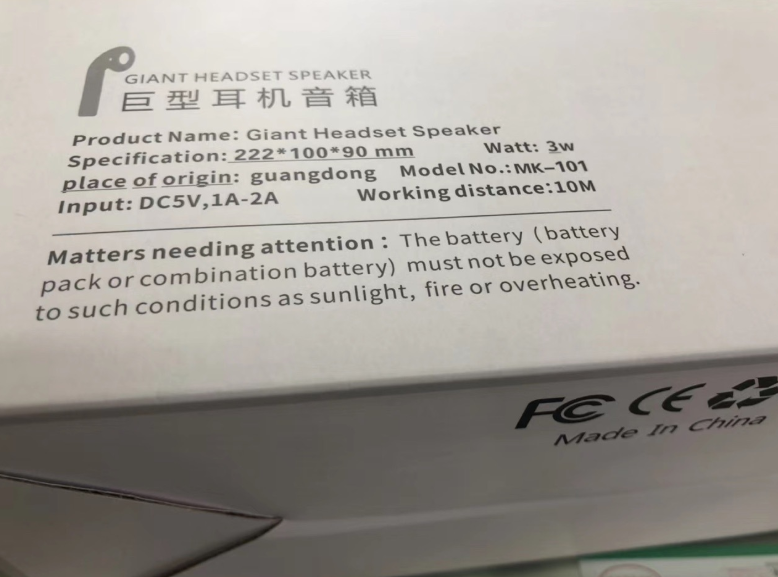 GIANT HEADSET SPEAKER
巨型耳机音箱
Product Name: Giant Headset Speaker
Specification: 222*100*90 mm Watt: 3w
place of origin: guangdong Model No.:MK-101
Input: DC5V,1A-2A Working distance:10M
Matters needing attention : The battery (battery
pack or combination battery) must not be exposed
to such conditions as sunlight, fire or overheating.
FC CE
Made In China